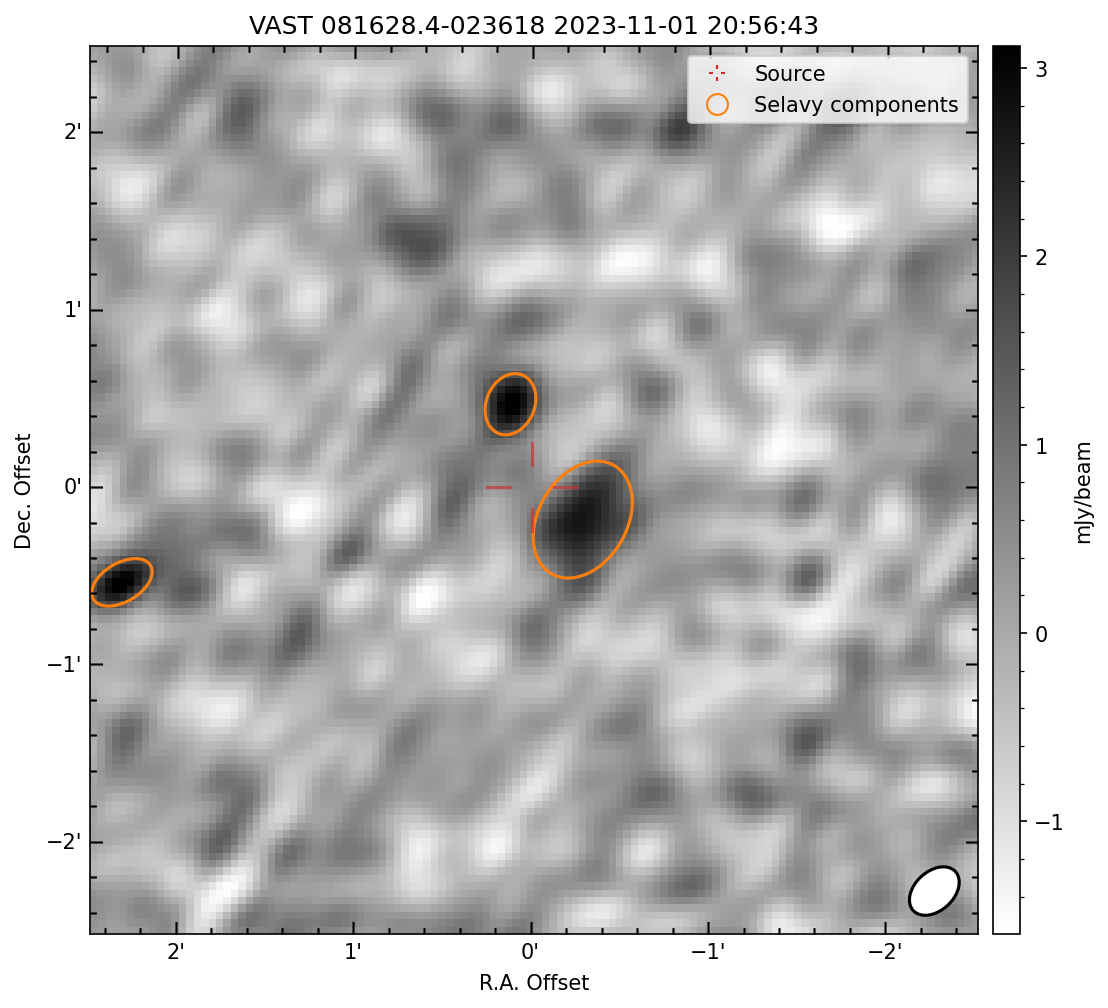 VAST 081628.4-023618 2023-11-01 20:56:43
Source
Selavy components
2'
1'
0'
−1'
−2'
Dec. Offset
2'
1'
0'
−1'
−2'
R.A. Offset
3
2
1
0
−1
mJy/beam